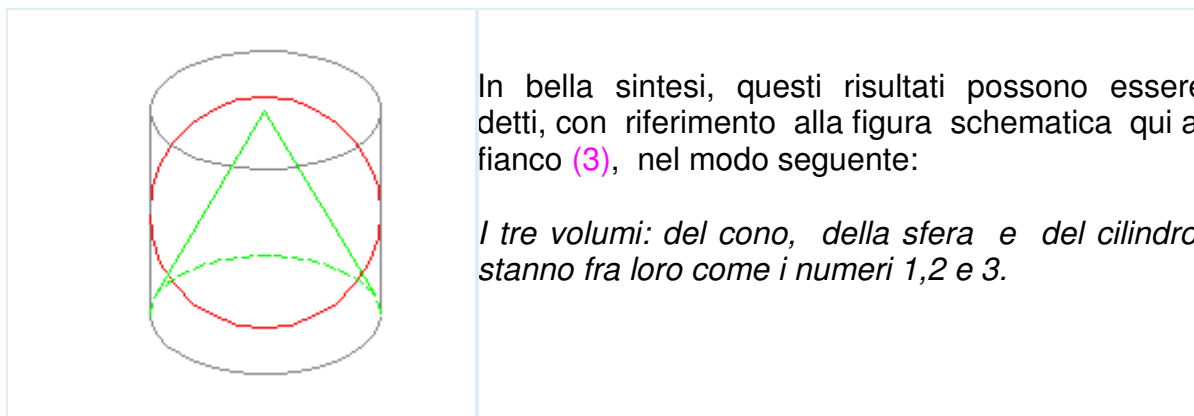 In bella sintesi, questi risultati possono essere
detti, con riferimento alla figura schematica qui a
fianco (3), nel modo seguente:
I tre volumi: del cono, della sfera e del cilindro
stanno fra loro come i numeri 1,2 e 3.